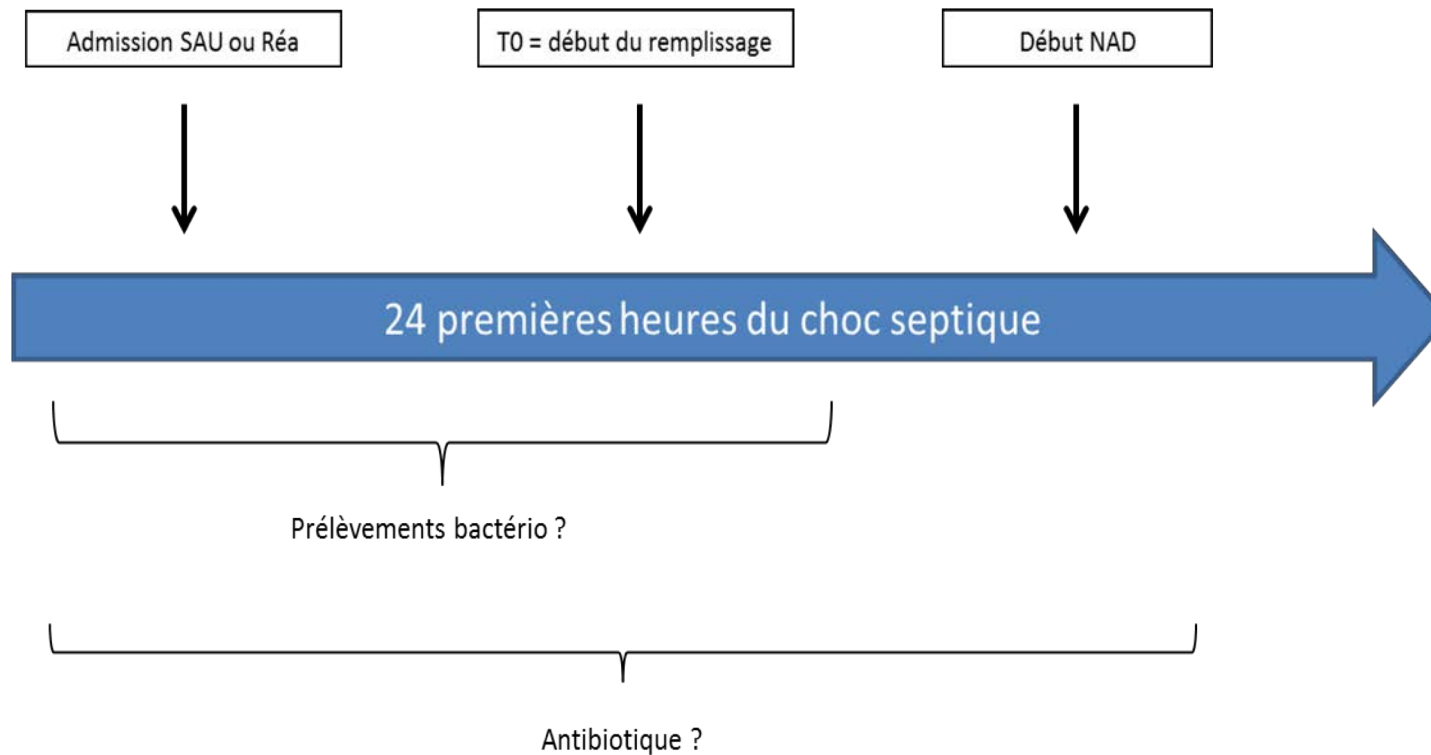 Admission SAU ou Réa
T0 = début du remplissage
Début NAD
24 premières heures du choc septique
Prélèvements bactério ?
Antibiotique ?